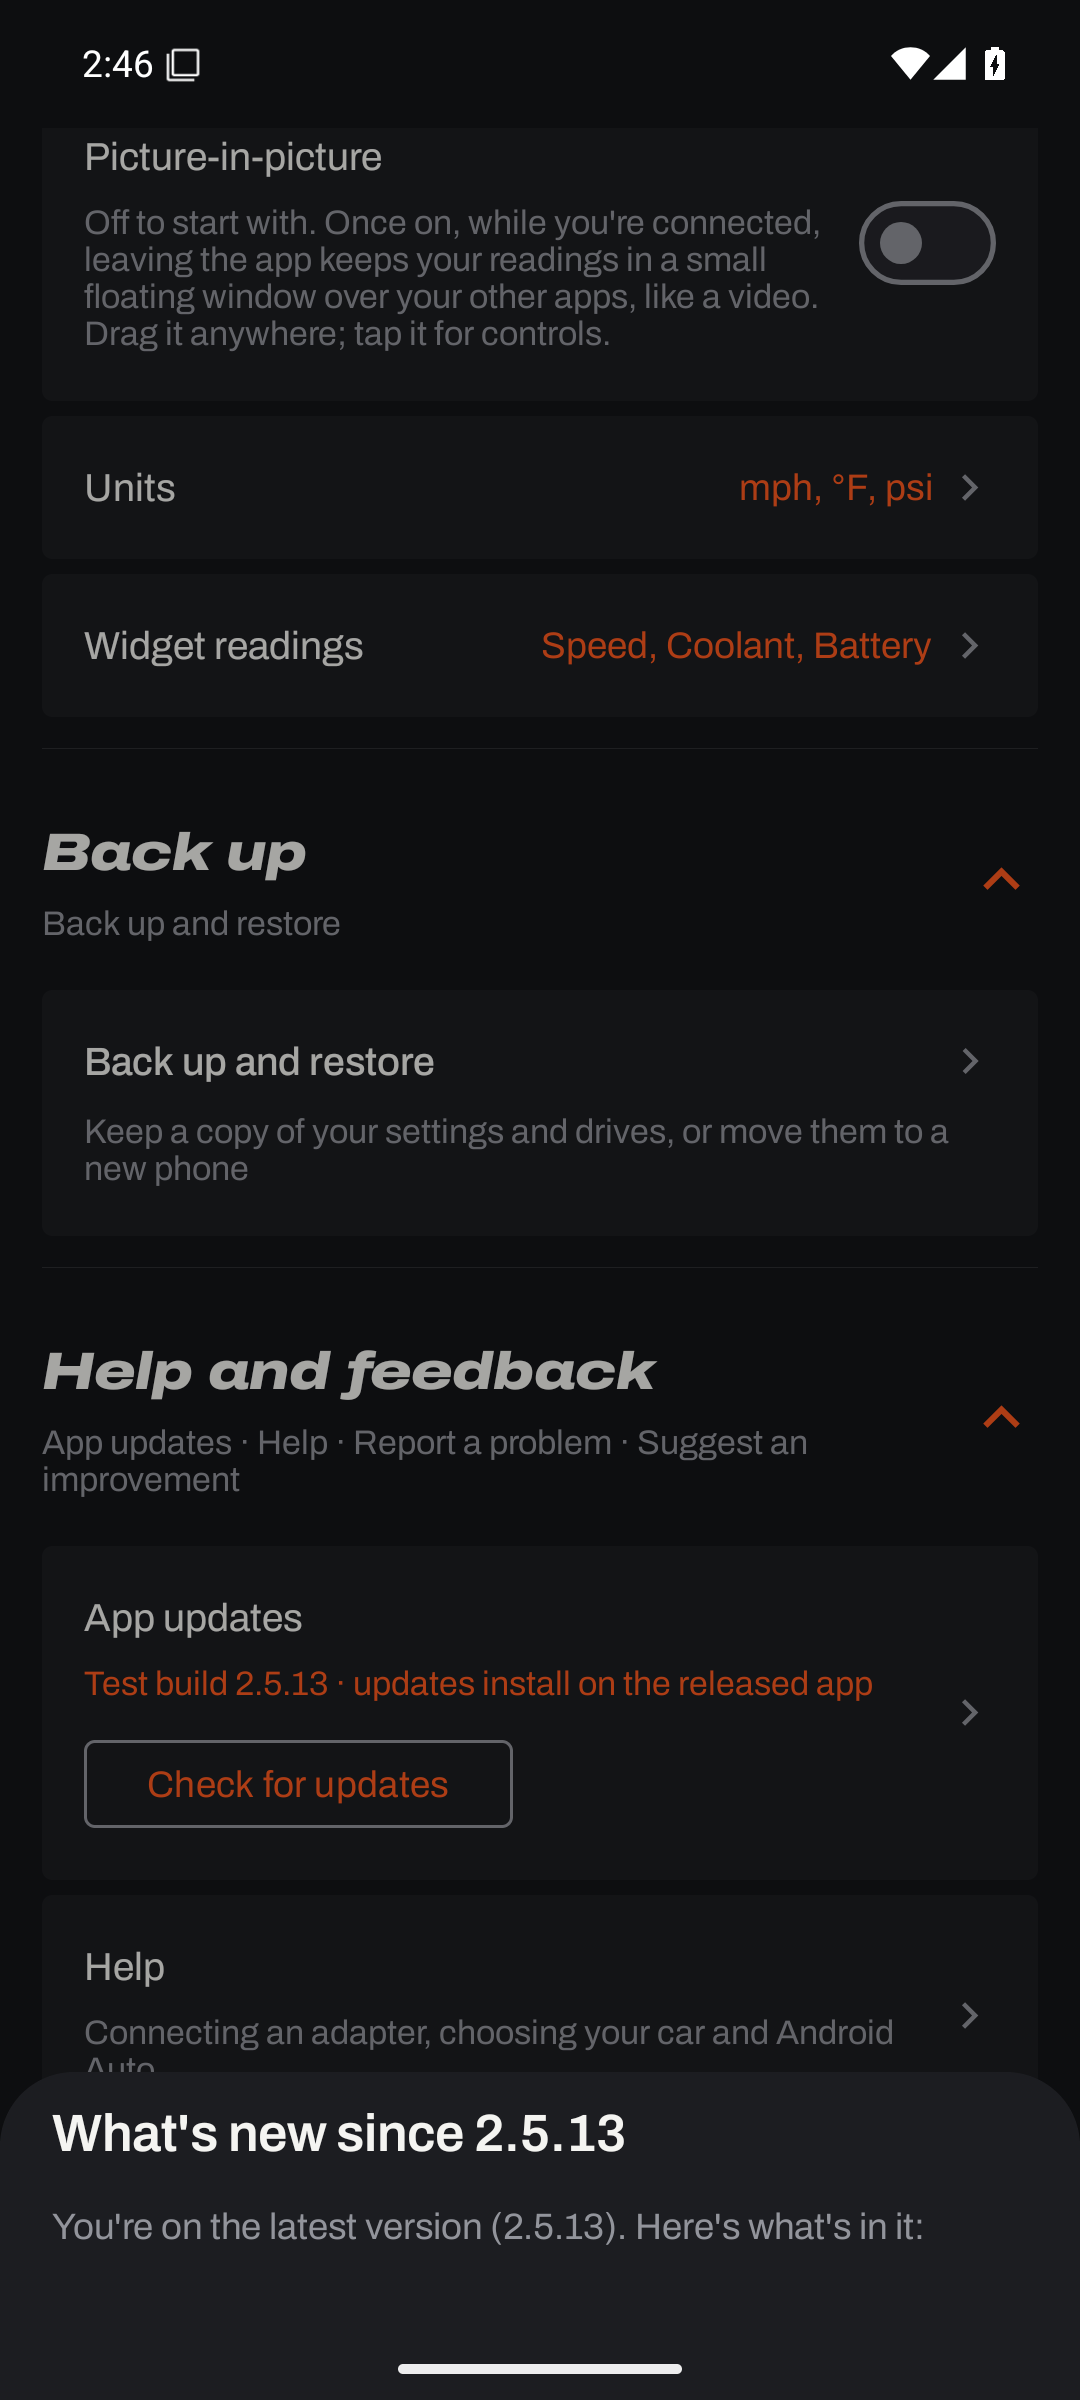 2:46
Picture-in-picture
Off to start with. Once on, while you're connected,
leaving the app keeps your readings in a small
floating window over your other apps, like a video.
Drag it anywhere; tap it for controls.
Units
mph, °F, psi
Widget readings
Speed, Coolant, Battery
Back up
Back up and restore
Back up and restore
Keep a copy of your settings and drives, or move them to a
new phone
Help and feedback
App updates · Help · Report a problem · Suggest an
improvement
App updates
Test build 2.5.13 · updates install on the released app
Check for updates
Help
Connecting an adapter, choosing your car and Android
Auto
What's new since 2.5.13
You're on the latest version (2.5.13). Here's what's in it: